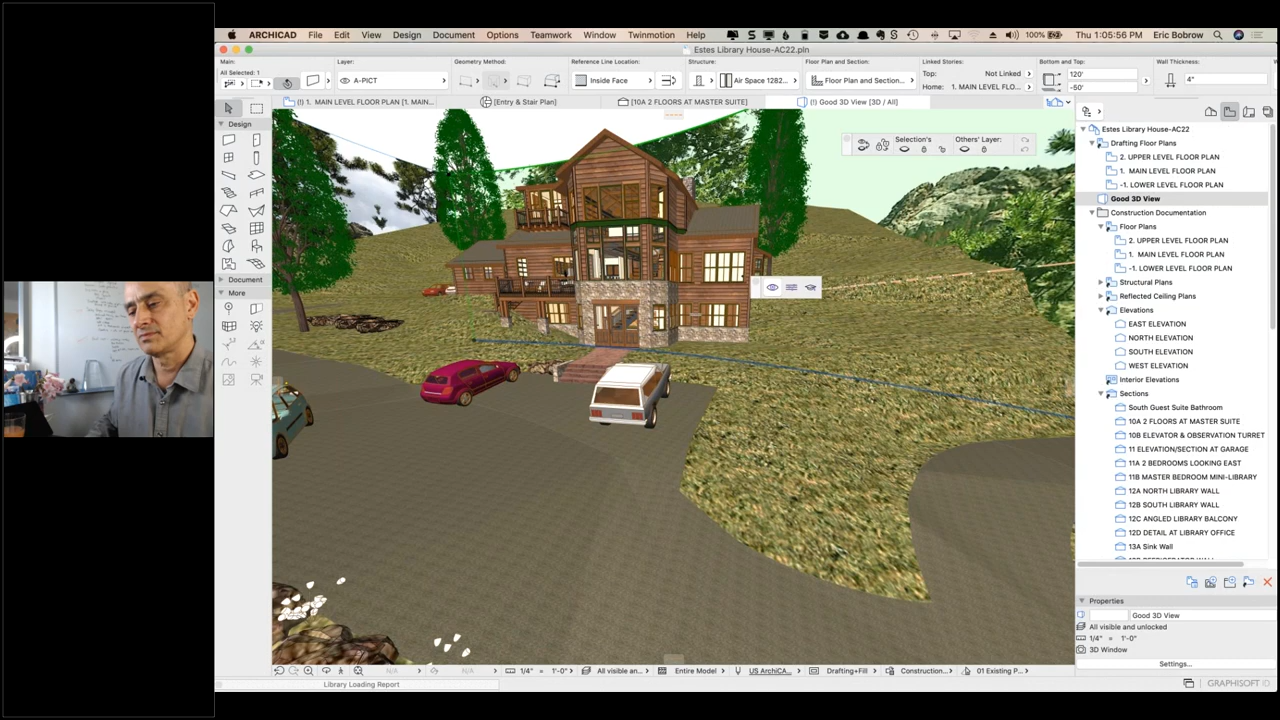 ARCHICAD File Edit View Design Document Options Teamwork Window Twinmotion Help 100% Thu 1:05:56 PM Eric Bobrow
Estes Library House-AC22.pln
Main: Layer: Geometry Method: Reference Line Location: Structure: Floor Plan and Section: Linked Stories: Bottom and Top: Wall Thickness:
All Selected: 1
A-PICT
Inside Face
Air Space 1282...
Floor Plan and Section...
Top: Not Linked
Home: 1. MAIN LEVEL FLO...
120'
-50'
4"
(!) 1. MAIN LEVEL FLOOR PLAN [1. MAIN...
[Entry & Stair Plan]
[10A 2 FLOORS AT MASTER SUITE]
(!) Good 3D View [3D / All]
Design
Document
More
Selection's
Others' Layer:
Estes Library House-AC22
Drafting Floor Plans
2. UPPER LEVEL FLOOR PLAN
1. MAIN LEVEL FLOOR PLAN
-1. LOWER LEVEL FLOOR PLAN
Good 3D View
Construction Documentation
Floor Plans
2. UPPER LEVEL FLOOR PLAN
1. MAIN LEVEL FLOOR PLAN
-1. LOWER LEVEL FLOOR PLAN
Structural Plans
Reflected Ceiling Plans
Elevations
EAST ELEVATION
NORTH ELEVATION
SOUTH ELEVATION
WEST ELEVATION
Interior Elevations
Sections
South Guest Suite Bathroom
10A 2 FLOORS AT MASTER SUITE
10B ELEVATOR & OBSERVATION TURRET
11 ELEVATION/SECTION AT GARAGE
11A 2 BEDROOMS LOOKING EAST
11B MASTER BEDROOM MINI-LIBRARY
12A NORTH LIBRARY WALL
12B SOUTH LIBRARY WALL
12C ANGLED LIBRARY BALCONY
12D DETAIL AT LIBRARY OFFICE
13A Sink Wall
Properties
Good 3D View
All visible and unlocked
1/4" = 1'-0"
3D Window
Settings...
N/A N/A 1/4" = 1'-0" All visible an... Entire Model US ArchiCA... Drafting+Fill Construction... 01 Existing P...
Library Loading Report
GRAPHISOFT ID